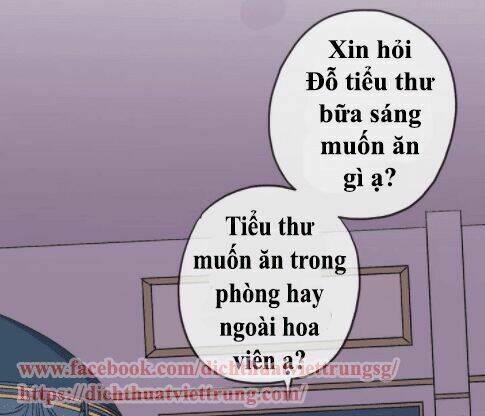 Xin hỏi
Đỗ tiểu thư
bữa sáng
muốn ăn
gì ạ?
Tiểu thư
muốn ăn trong
phòng hay
ngoài hoa
viên ạ?
www.facebook.com/dichthuatviettrungsg/
https://dichthuatviettrung.com/